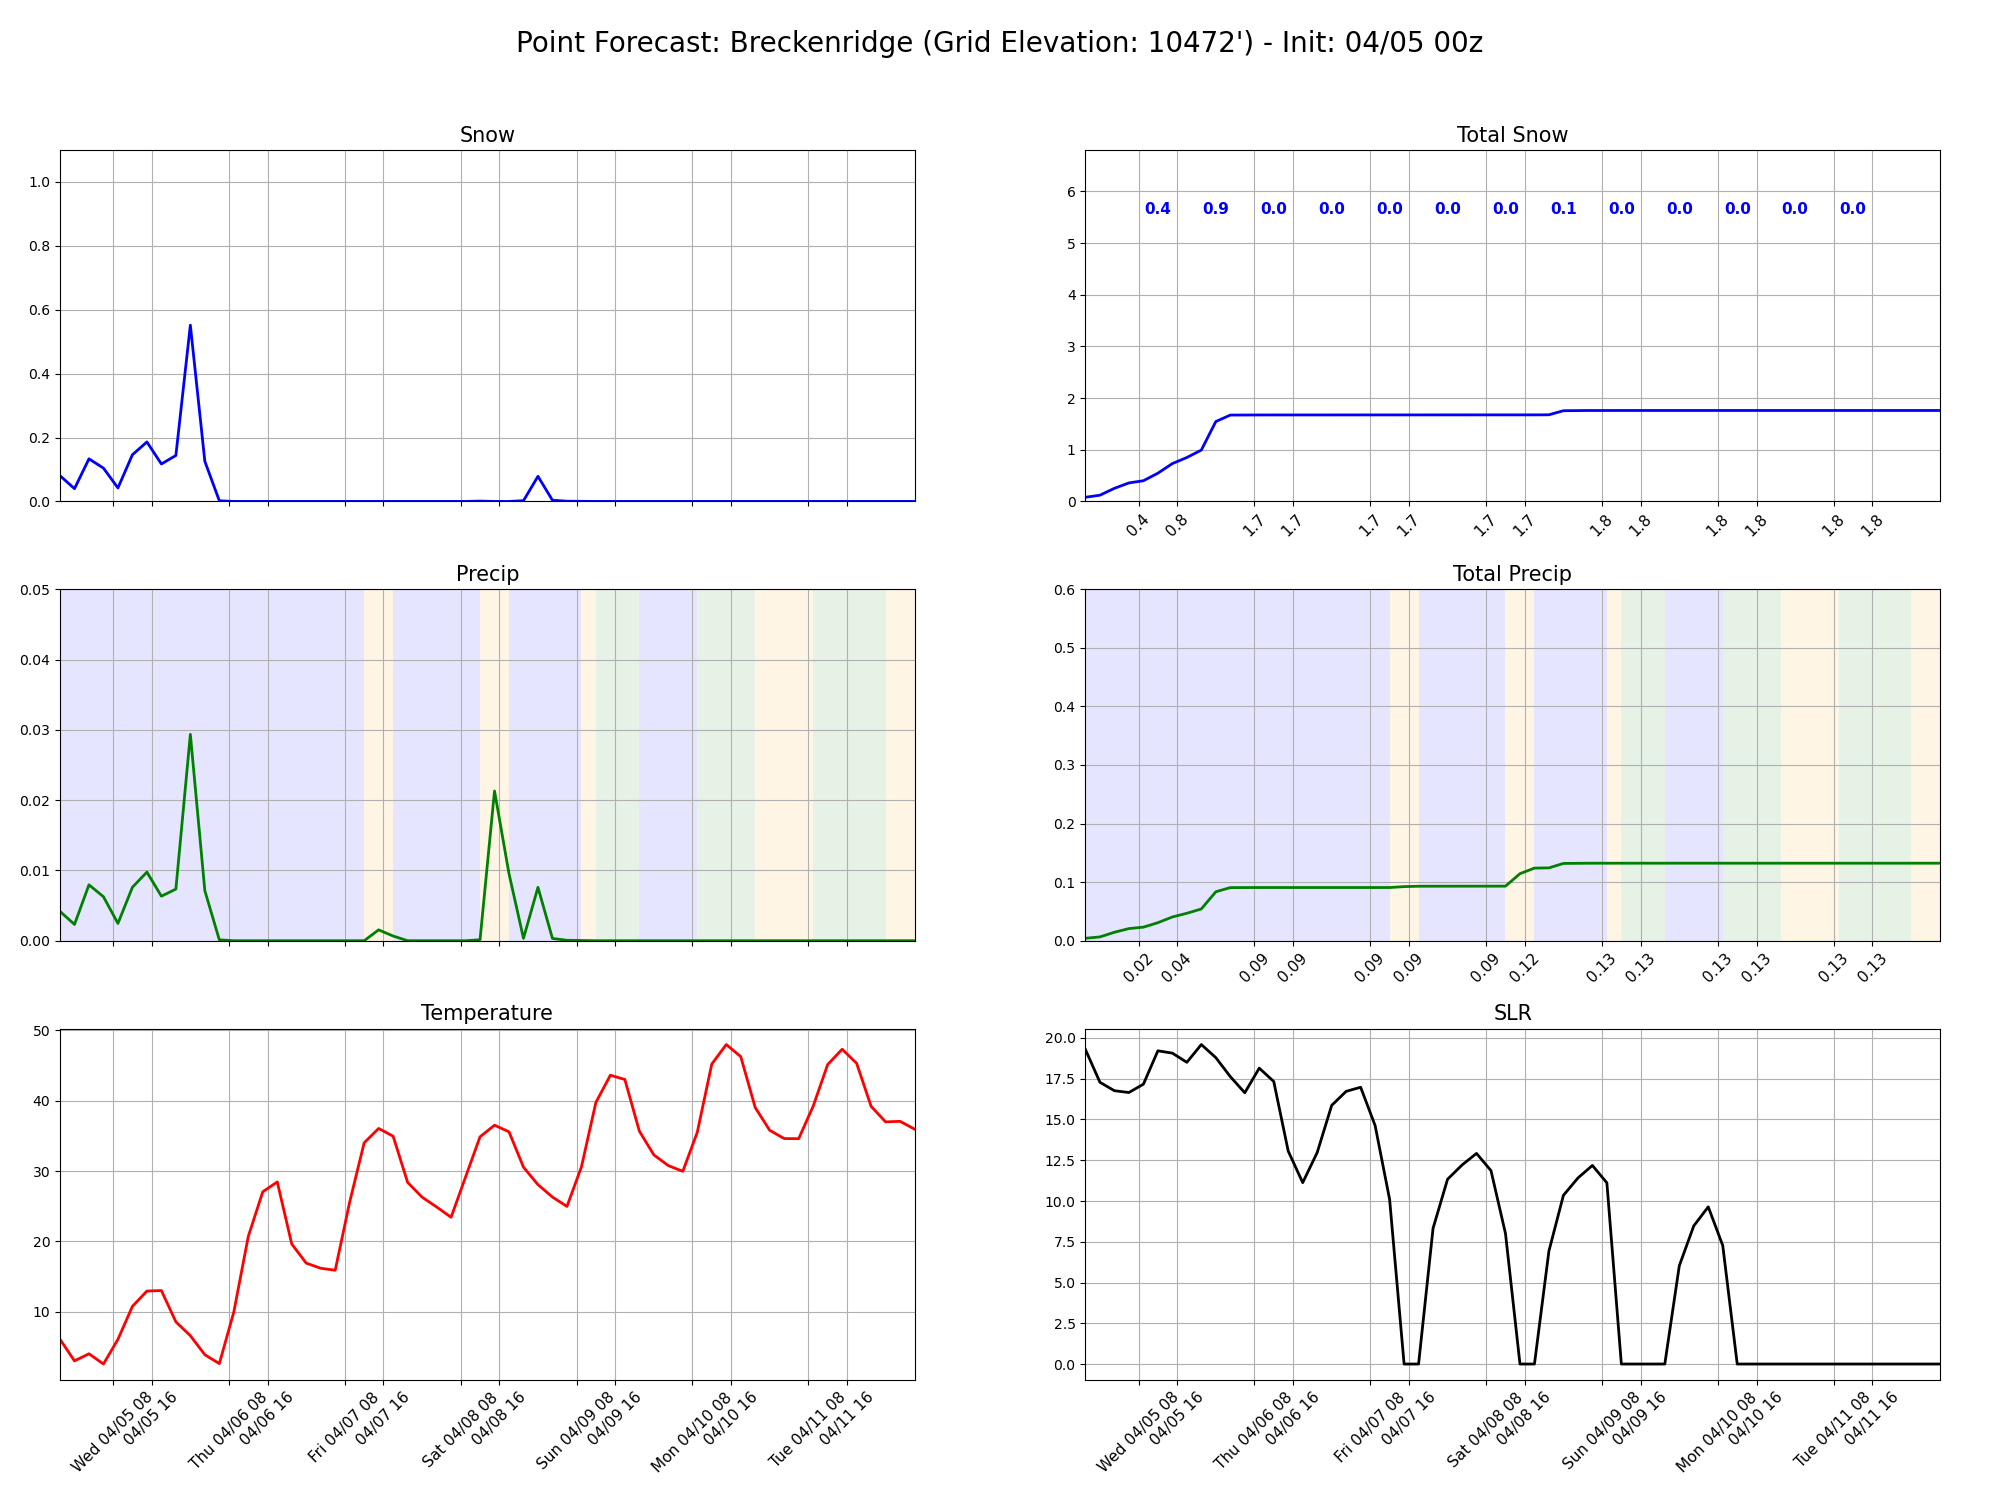 Point Forecast: Breckenridge (Grid Elevation: 10472') - Init: 04/05 00z
Snow
1.0
0.8
0.6
0.4
0.2
0.0
Total Snow
6
5
4
3
2
1
0
0.4 0.9 0.0 0.0 0.0 0.0 0.0 0.1 0.0 0.0 0.0 0.0 0.0
0.4 0.8 1.7 1.7 1.7 1.7 1.7 1.7 1.8 1.8 1.8 1.8 1.8 1.8
Precip
0.05
0.04
0.03
0.02
0.01
0.00
Total Precip
0.6
0.5
0.4
0.3
0.2
0.1
0.0
0.02 0.04 0.09 0.09 0.09 0.09 0.09 0.12 0.13 0.13 0.13 0.13 0.13 0.13
Temperature
50
40
30
20
10
Wed 04/05 08
04/05 16
Thu 04/06 08
04/06 16
Fri 04/07 08
04/07 16
Sat 04/08 08
04/08 16
Sun 04/09 08
04/09 16
Mon 04/10 08
04/10 16
Tue 04/11 08
04/11 16
SLR
20.0
17.5
15.0
12.5
10.0
7.5
5.0
2.5
0.0
Wed 04/05 08
04/05 16
Thu 04/06 08
04/06 16
Fri 04/07 08
04/07 16
Sat 04/08 08
04/08 16
Sun 04/09 08
04/09 16
Mon 04/10 08
04/10 16
Tue 04/11 08
04/11 16